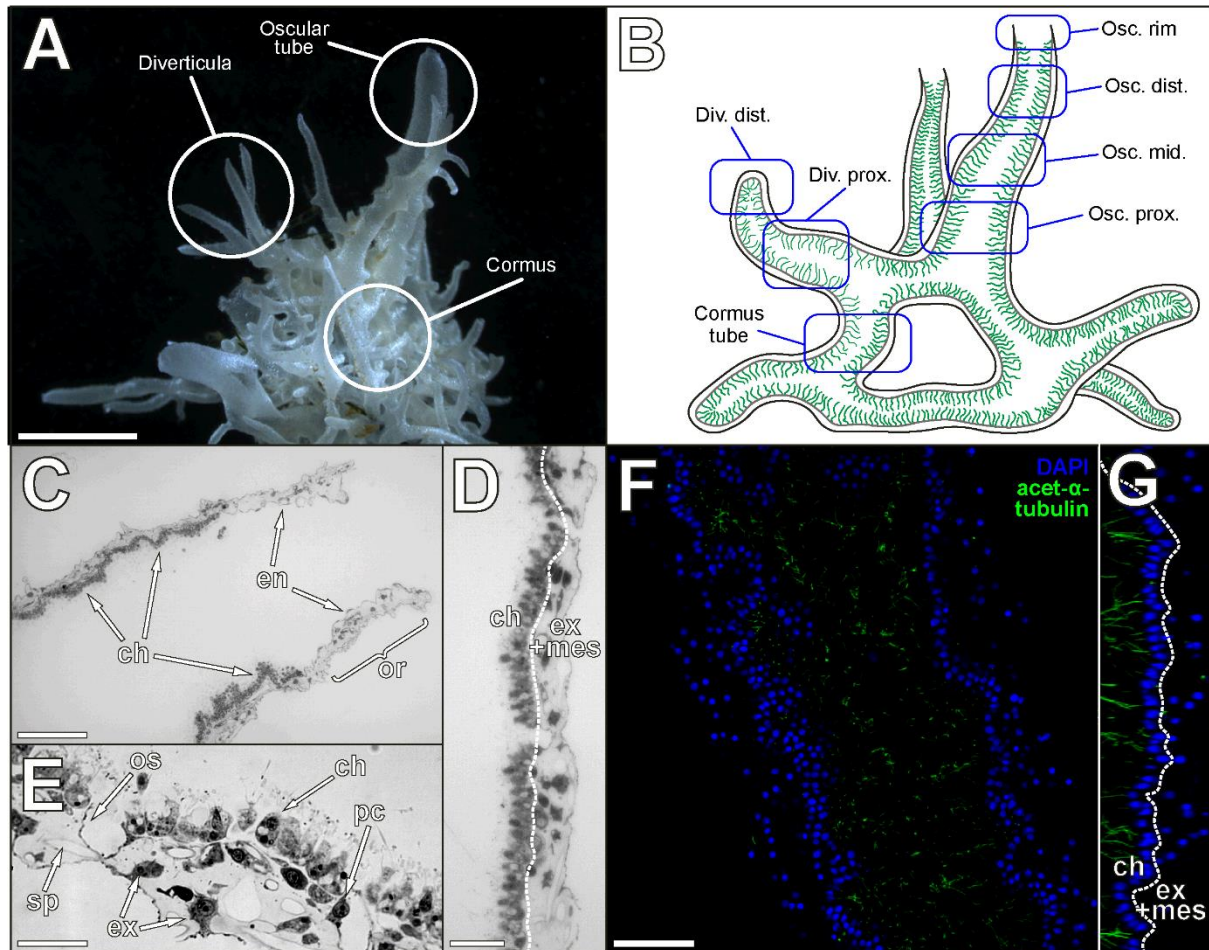 A
Oscular
tube
Diverticula
Cormus
B
Osc. rim
Osc. dist.
Div. dist.
Osc. mid.
Div. prox.
Osc. prox.
Cormus
tube
C
en
ch
or
D
ch
ex
+mes
E
os
ch
pc
sp
ex
F
DAPI
acet-α-
tubulin
G
ch
ex
+mes